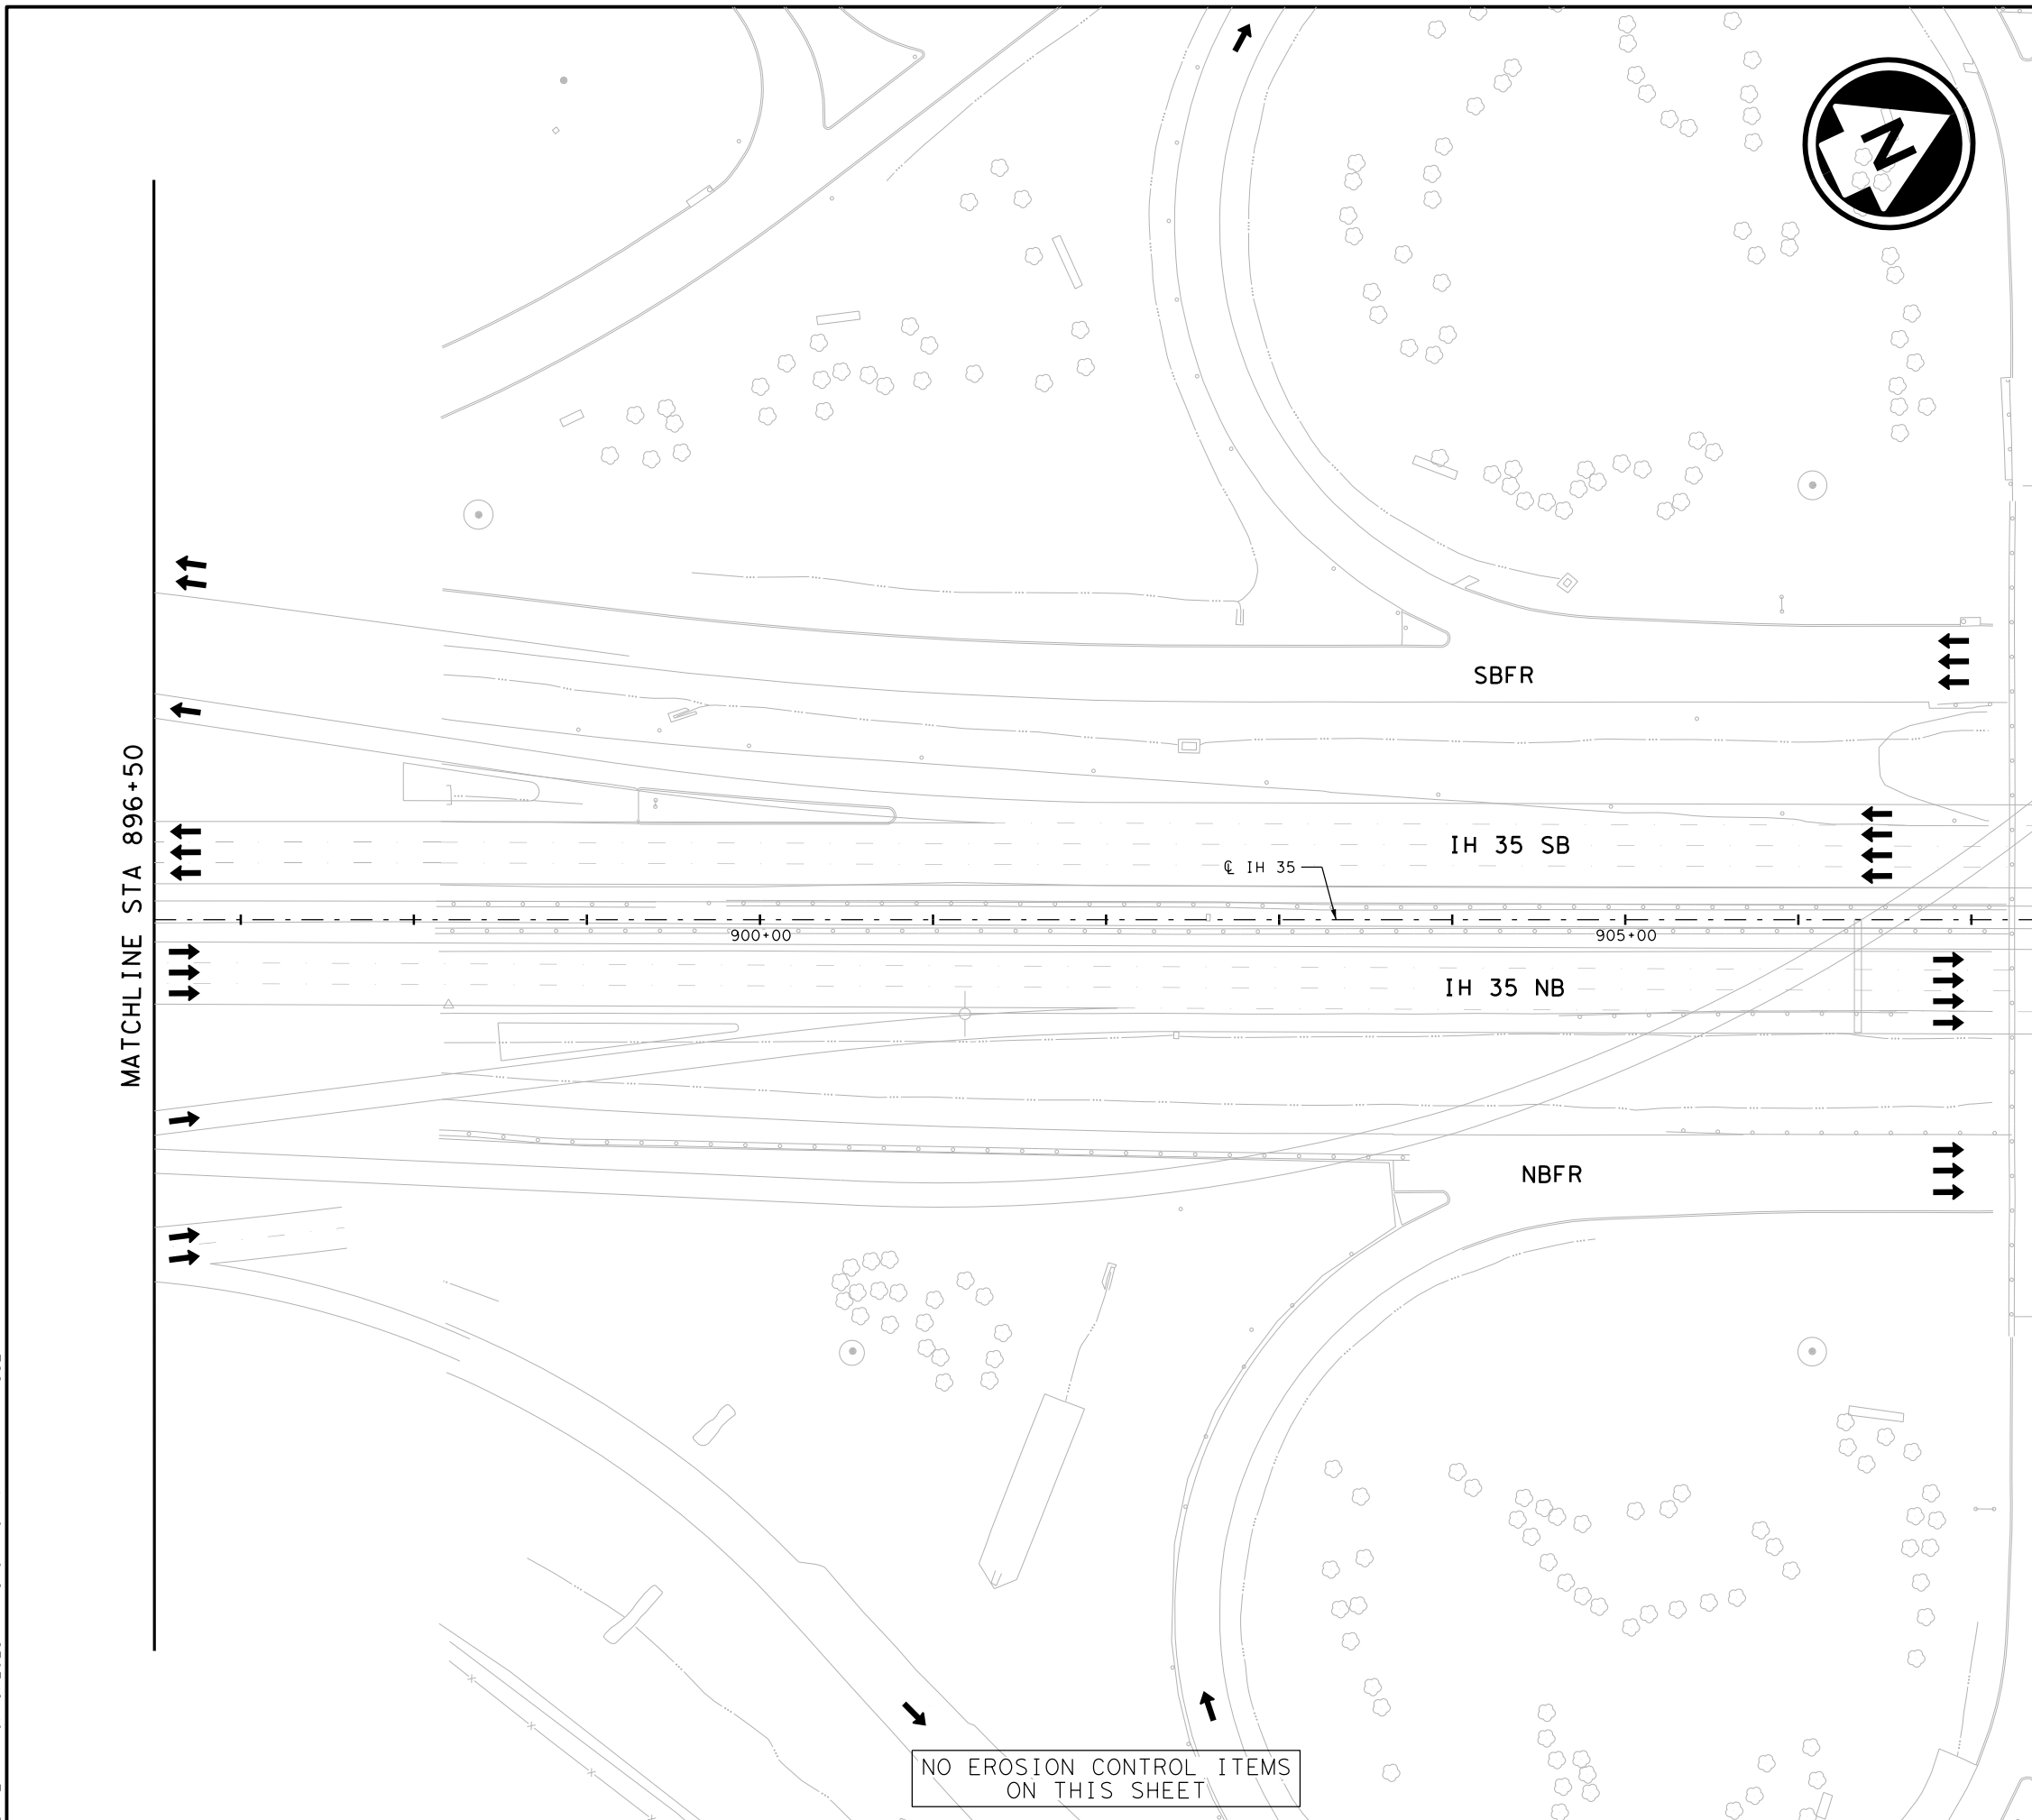 N
SBFR
MATCHLINE STA 896+50
IH 35 SB
℄ IH 35
900+00
905+00
IH 35 NB
NBFR
NO EROSION CONTROL ITEMS
ON THIS SHEET